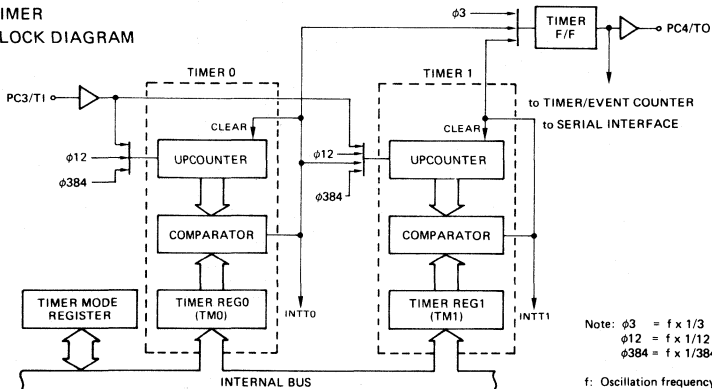 IMER
LOCK DIAGRAM
φ3
TIMER
F/F
PC4/TO
TIMER 0
TIMER 1
PC3/TI
to TIMER/EVENT COUNTER
to SERIAL INTERFACE
CLEAR
CLEAR
φ12
UPCOUNTER
φ12
UPCOUNTER
φ384
φ384
COMPARATOR
COMPARATOR
TIMER MODE
REGISTER
TIMER REG0
(TM0)
INTT0
TIMER REG1
(TM1)
INTT1
Note: φ3 = f x 1/3
φ12 = f x 1/12
φ384 = f x 1/384
INTERNAL BUS
f: Oscillation frequency